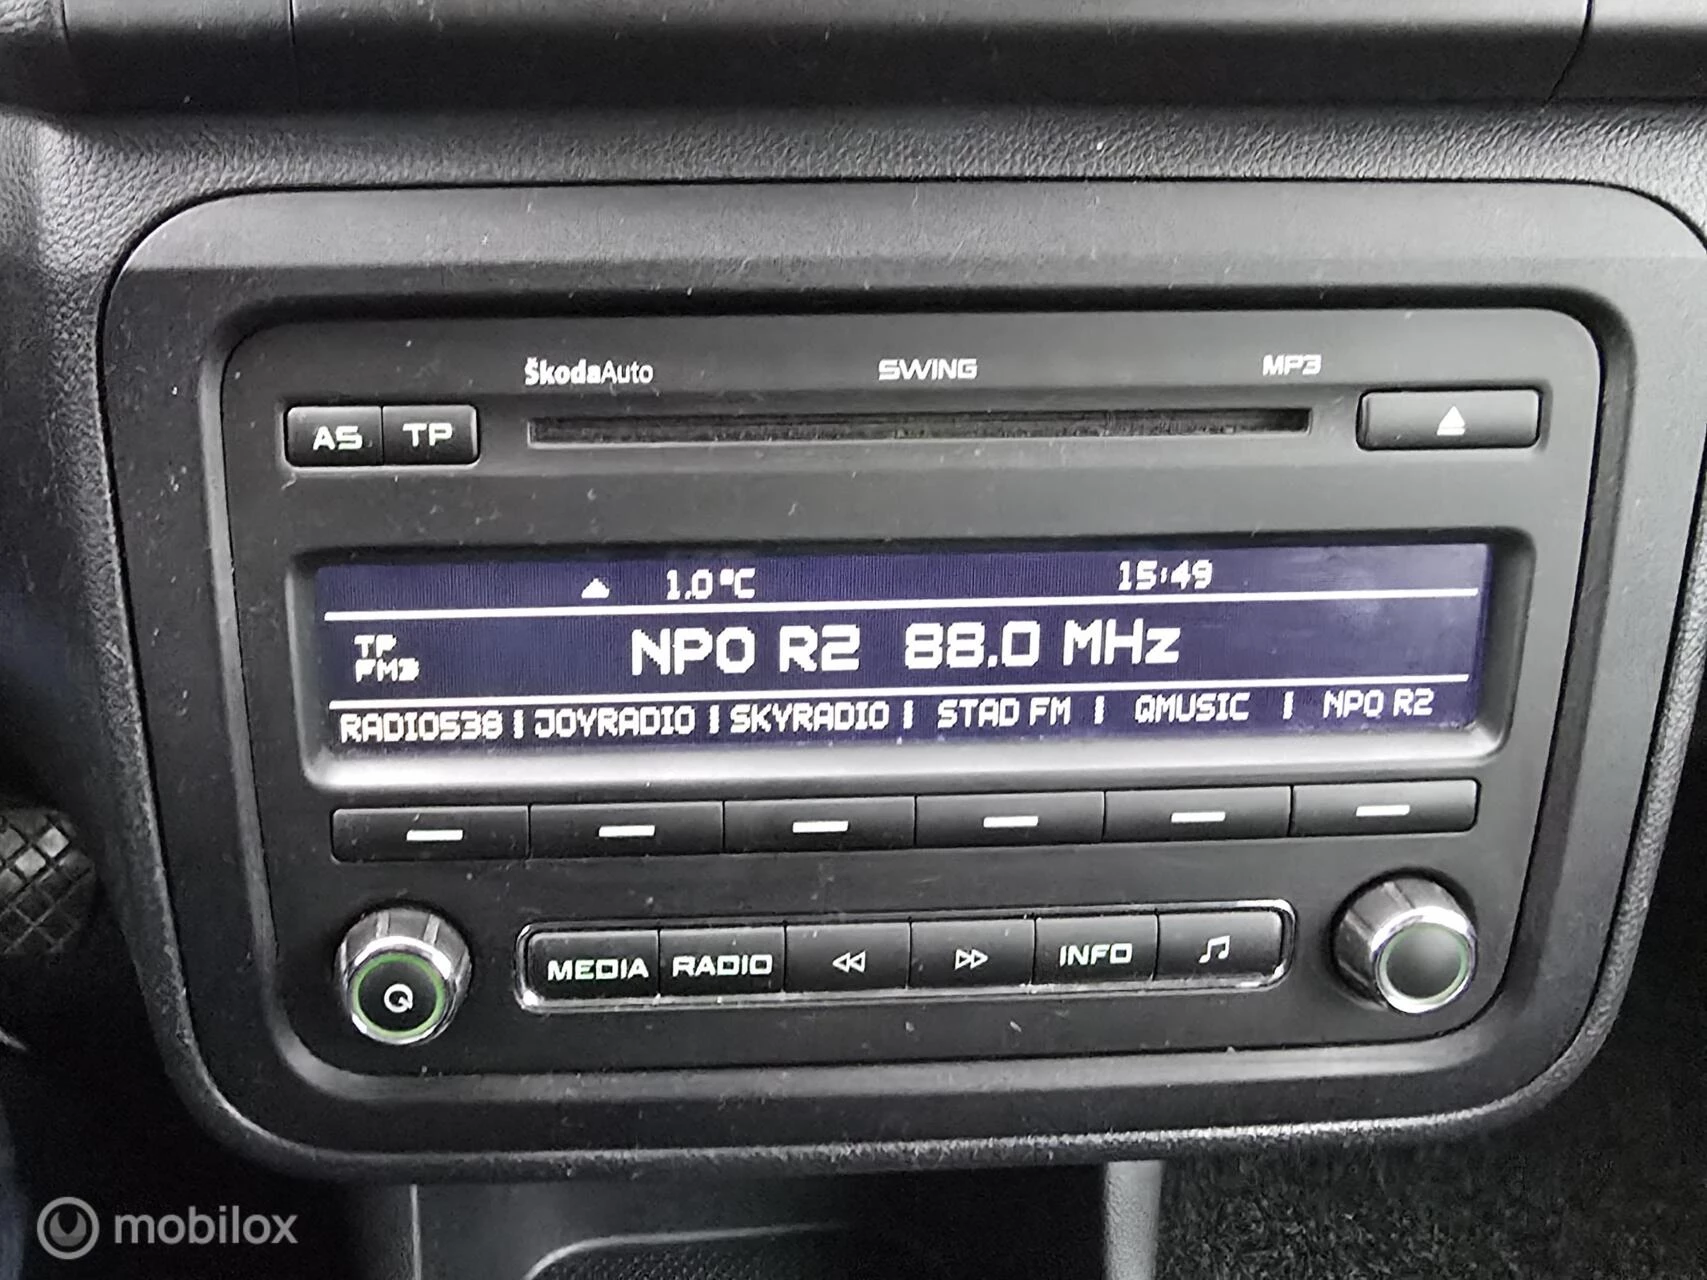 ŠkodaAuto SWING MP3
AS TP
1.0°C 15:49
TP
FM3
NPO R2 88.0 MHz
RADIO538 | JOYRADIO | SKYRADIO | STAD FM | QMUSIC | NPO R2
MEDIA RADIO INFO
mobilox